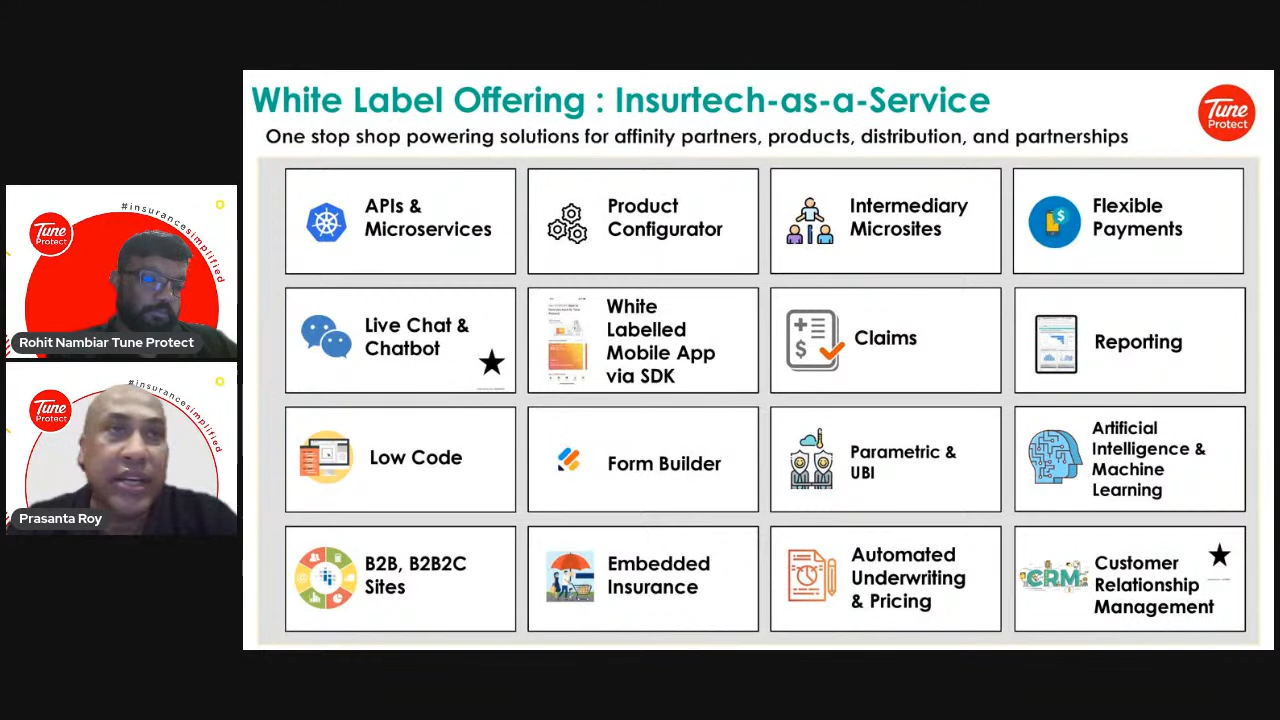 White Label Offering : Insurtech-as-a-Service
One stop shop powering solutions for affinity partners, products, distribution, and partnerships
Tune
Protect
APIs &
Microservices
Product
Configurator
Intermediary
Microsites
Flexible
Payments
Live Chat &
Chatbot
White
Labelled
Mobile App
via SDK
Claims
Reporting
Low Code
Form Builder
Parametric &
UBI
Artificial
Intelligence &
Machine
Learning
B2B, B2B2C
Sites
Embedded
Insurance
Automated
Underwriting
& Pricing
CRM
Customer
Relationship
Management
#insurancesimplified
Tune
Protect
Rohit Nambiar Tune Protect
#insurancesimplified
Tune
Protect
Prasanta Roy